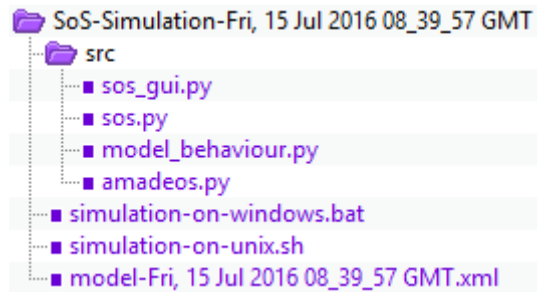 SoS-Simulation-Fri, 15 Jul 2016 08_39_57 GMT
src
sos_gui.py
sos.py
model_behaviour.py
amadeos.py
simulation-on-windows.bat
simulation-on-unix.sh
model-Fri, 15 Jul 2016 08_39_57 GMT.xml